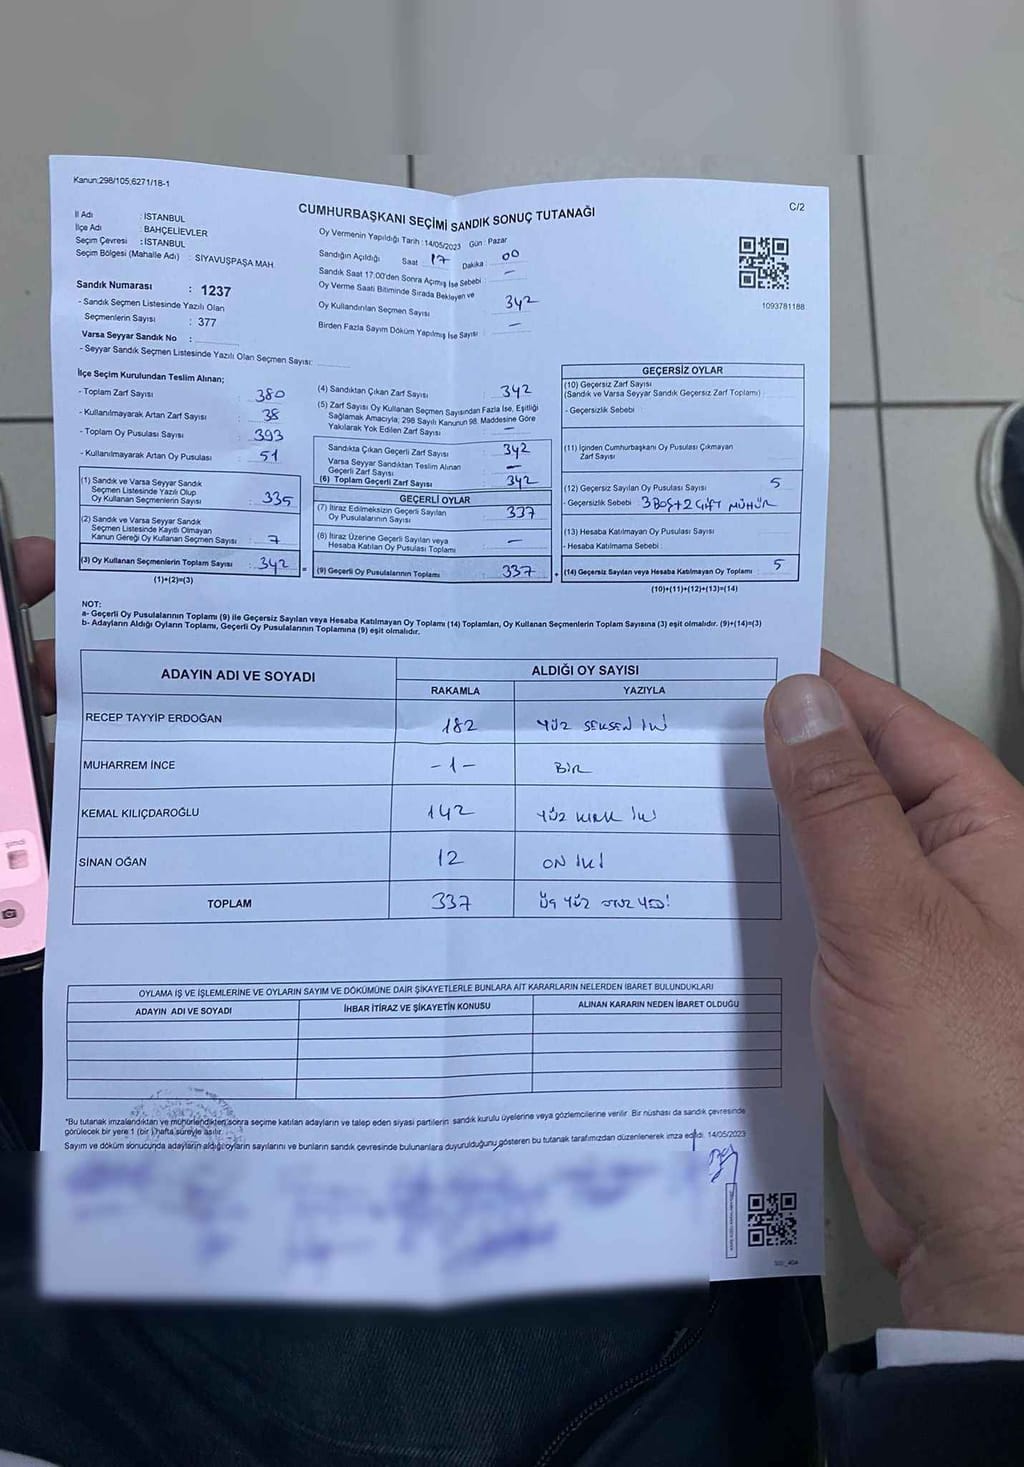 Kanun:298/105;6271/18-1
C/2
CUMHURBAŞKANI SEÇİMİ SANDIK SONUÇ TUTANAĞI
İl Adı : İSTANBUL
İlçe Adı : BAHÇELİEVLER
Seçim Çevresi : İSTANBUL
Seçim Bölgesi (Mahalle Adı) : SİYAVUŞPAŞA MAH.
Sandık Numarası : 1237
- Sandık Seçmen Listesinde Yazılı Olan
Seçmenlerin Sayısı : 377
Varsa Seyyar Sandık No :
- Seyyar Sandık Seçmen Listesinde Yazılı Olan Seçmen Sayısı:
Oy Vermenin Yapıldığı Tarih : 14/05/2023 Gün : Pazar
Sandığın Açıldığı Saat 17 Dakika : 00
Sandık Saat 17:00'den Sonra Açımış İse Sebebi : —
Oy Verme Saati Bitiminde Sırada Bekleyen ve
Oy Kullandırılan Seçmen Sayısı : 342
Birden Fazla Sayım Döküm Yapılmış İse Sayısı : —
1093781188
İlçe Seçim Kurulundan Teslim Alınan;
- Toplam Zarf Sayısı : 380
- Kullanılmayarak Artan Zarf Sayısı : 38
- Toplam Oy Pusulası Sayısı : 393
- Kullanılmayarak Artan Oy Pusulası : 51
(1) Sandık ve Varsa Seyyar Sandık
Seçmen Listesinde Yazılı Olup
Oy Kullanan Seçmenlerin Sayısı : 335
(2) Sandık ve Varsa Seyyar Sandık
Seçmen Listesinde Kayıtlı Olmayan
Kanun Gereği Oy Kullanan Seçmen Sayısı : 7
(3) Oy Kullanan Seçmenlerin Toplam Sayısı : 342
(1)+(2)=(3)
(4) Sandıktan Çıkan Zarf Sayısı : 342
(5) Zarf Sayısı Oy Kullanan Seçmen Sayısından Fazla İse, Eşitliği
Sağlamak Amacıyla; 298 Sayılı Kanunun 98. Maddesine Göre
Yakılarak Yok Edilen Zarf Sayısı : —
Sandıkta Çıkan Geçerli Zarf Sayısı : 342
Varsa Seyyar Sandıktan Teslim Alınan
Geçerli Zarf Sayısı : —
(6) Toplam Geçerli Zarf Sayısı : 342
GEÇERLİ OYLAR
(7) İtiraz Edilmeksizin Geçerli Sayılan
Oy Pusulalarının Sayısı : 337
(8) İtiraz Üzerine Geçerli Sayılan veya
Hesaba Katılan Oy Pusulası Toplamı : —
= (9) Geçerli Oy Pusulalarının Toplamı : 337 +
GEÇERSİZ OYLAR
(10) Geçersiz Zarf Sayısı
(Sandık ve Varsa Seyyar Sandık Geçersiz Zarf Toplamı) :
- Geçersizlik Sebebi :
(11) İçinden Cumhurbaşkanı Oy Pusulası Çıkmayan
Zarf Sayısı :
(12) Geçersiz Sayılan Oy Pusulası Sayısı : 5
- Geçersizlik Sebebi : 3 BOŞ+2 ÇİFT MÜHÜR
(13) Hesaba Katılmayan Oy Pusulası Sayısı :
- Hesaba Katılmama Sebebi :
(14) Geçersiz Sayılan veya Hesaba Katılmayan Oy Toplamı : 5
(10)+(11)+(12)+(13)=(14)
NOT:
a- Geçerli Oy Pusulalarının Toplamı (9) ile Geçersiz Sayılan veya Hesaba Katılmayan Oy Toplamı (14) Toplamları, Oy Kullanan Seçmenlerin Toplam Sayısına (3) eşit olmalıdır. (9)+(14)=(3)
b- Adayların Aldığı Oyların Toplamı, Geçerli Oy Pusulalarının Toplamına (9) eşit olmalıdır.
ADAYIN ADI VE SOYADI ALDIĞI OY SAYISI
RAKAMLA YAZIYLA
RECEP TAYYİP ERDOĞAN 182 YÜZ SEKSEN İKİ
MUHARREM İNCE -1- BİR
KEMAL KILIÇDAROĞLU 142 YÜZ KIRK İKİ
SİNAN OĞAN 12 ON İKİ
TOPLAM 337 ÜÇ YÜZ OTUZ YEDİ
OYLAMA İŞ VE İŞLEMLERİNE VE OYLARIN SAYIM VE DÖKÜMÜNE DAİR ŞİKAYETLERLE BUNLARA AİT KARARLARIN NELERDEN İBARET BULUNDUKLARI
ADAYIN ADI VE SOYADI İHBAR İTİRAZ VE ŞİKAYETİN KONUSU ALINAN KARARIN NEDEN İBARET OLDUĞU
*Bu tutanak imzalandıktan ve mühürlendikten sonra seçime katılan adayların ve talep eden siyasi partilerin sandık kurulu üyelerine veya gözlemcilerine verilir. Bir nüshası da sandık çevresinde
görülecek bir yere 1 (bir) hafta süreyle asılır.
Sayım ve döküm sonucunda adayların aldığı oyların sayılarını ve bunların sandık çevresinde bulunanlara duyurulduğunu gösteren bu tutanak tarafımızdan düzenlenerek imza edildi. 14/05/2023